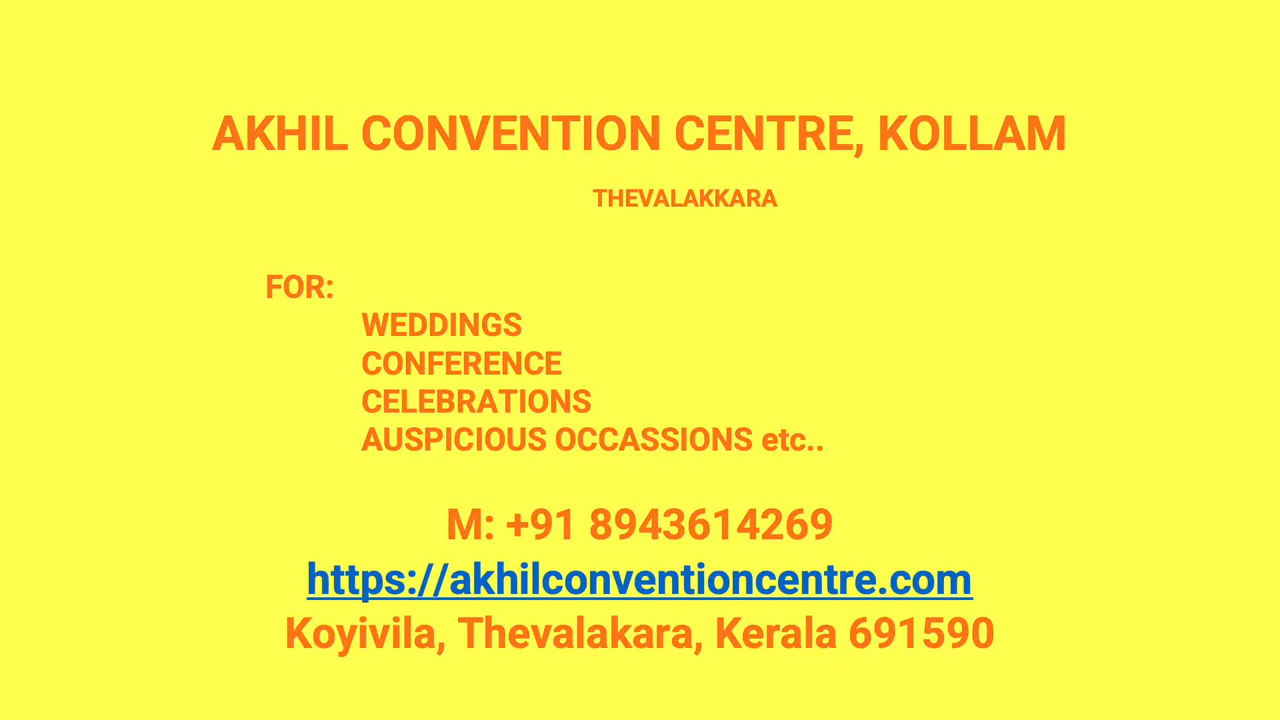 AKHIL CONVENTION CENTRE, KOLLAM
THEVALAKKARA
FOR:
WEDDINGS
CONFERENCE
CELEBRATIONS
AUSPICIOUS OCCASSIONS etc..
M: +91 8943614269
https://akhilconventioncentre.com
Koyivila, Thevalakara, Kerala 691590